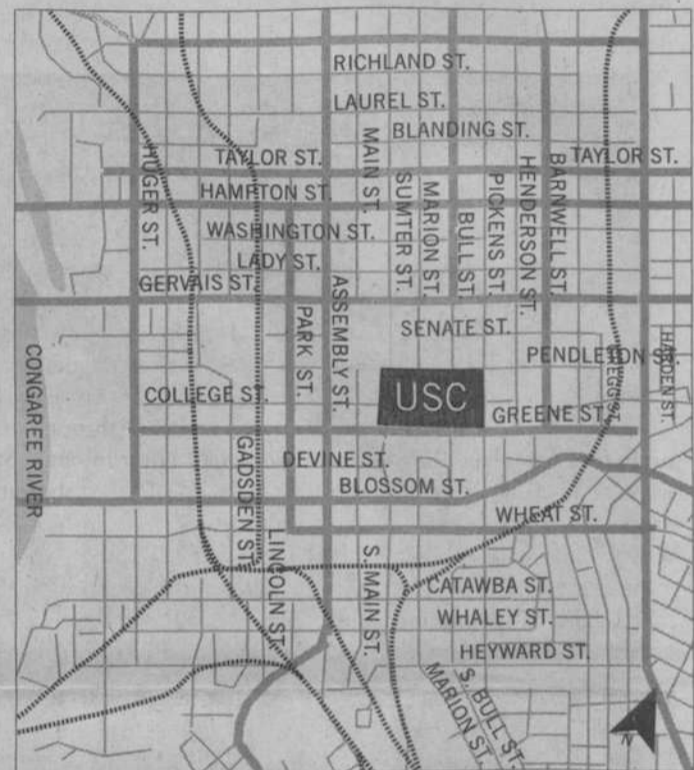 RICHLAND ST.
LAUREL ST.
BLANDING ST.
TAYLOR ST.
TAYLOR ST.
HUGER ST.
HAMPTON ST.
MAIN ST.
SUMTER ST.
MARION ST.
BULL ST.
PICKENS ST.
HENDERSON ST.
BARNWELL ST.
WASHINGTON ST.
LADY ST.
GERVAIS ST.
ASSEMBLY ST.
PARK ST.
SENATE ST.
PENDLETON ST.
GREGG ST.
HARDEN ST.
CONGAREE RIVER
COLLEGE ST.
USC
GREENE ST.
GADSDEN ST.
DEVINE ST.
BLOSSOM ST.
WHEAT ST.
LINCOLN ST.
S. MAIN ST.
CATAWBA ST.
WHALEY ST.
HEYWARD ST.
S. BULL ST.
MARION ST.
N